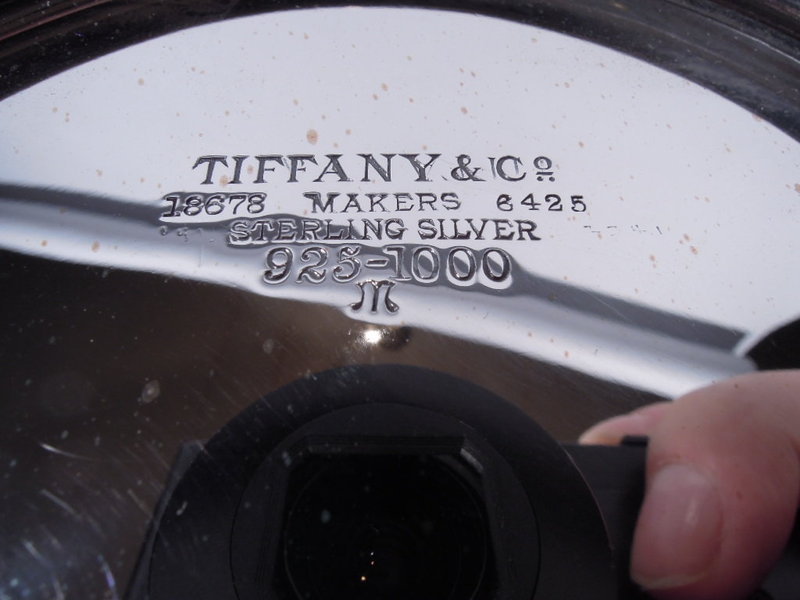 TIFFANY & Cº
18678 MAKERS 6425
STERLING SILVER
925-1000
M